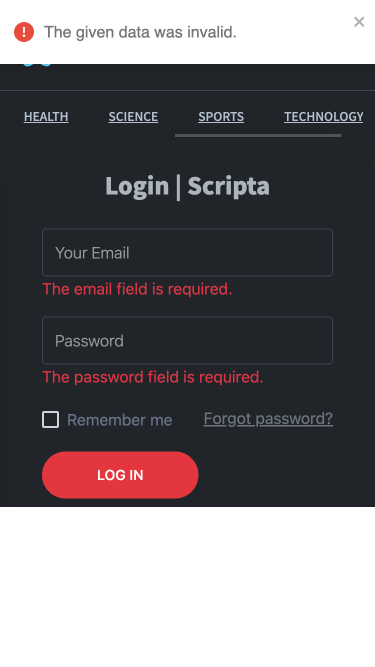 The given data was invalid.
HEALTH SCIENCE SPORTS TECHNOLOGY
Login | Scripta
Your Email
The email field is required.
Password
The password field is required.
Remember me Forgot password?
LOG IN